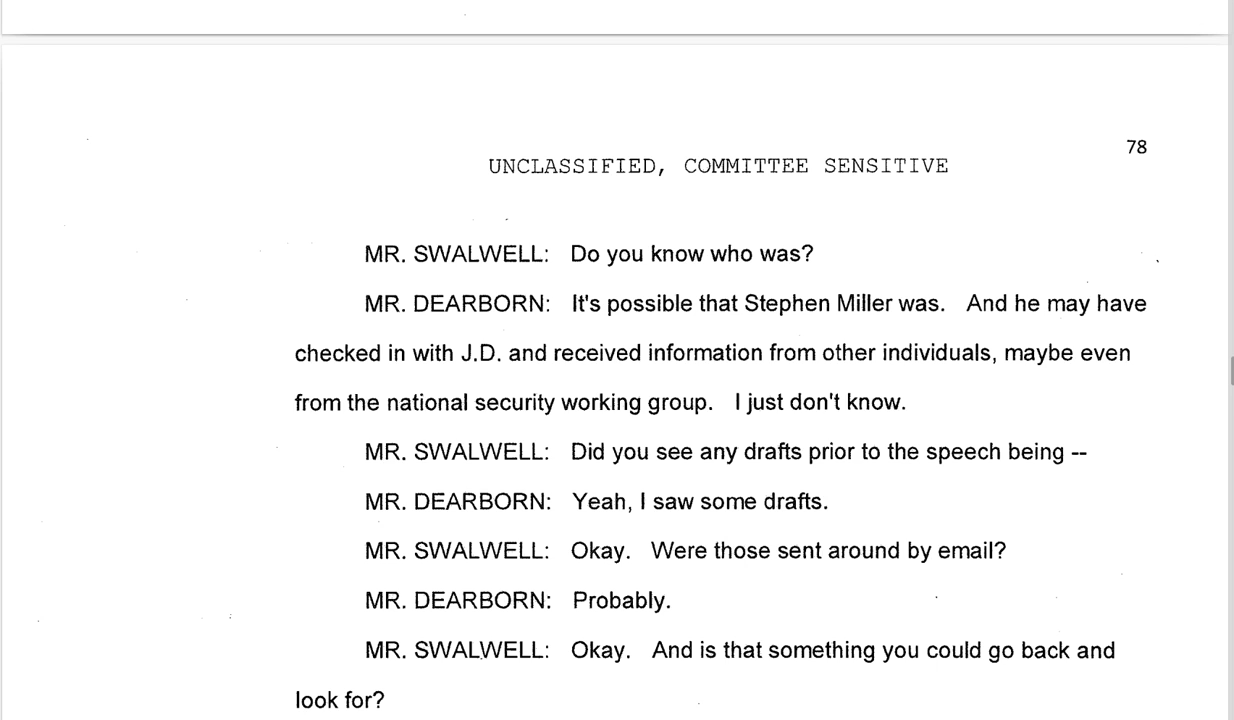 78
UNCLASSIFIED, COMMITTEE SENSITIVE
MR. SWALWELL: Do you know who was?
MR. DEARBORN: It's possible that Stephen Miller was. And he may have
checked in with J.D. and received information from other individuals, maybe even
from the national security working group. I just don't know.
MR. SWALWELL: Did you see any drafts prior to the speech being --
MR. DEARBORN: Yeah, I saw some drafts.
MR. SWALWELL: Okay. Were those sent around by email?
MR. DEARBORN: Probably.
MR. SWALWELL: Okay. And is that something you could go back and
look for?